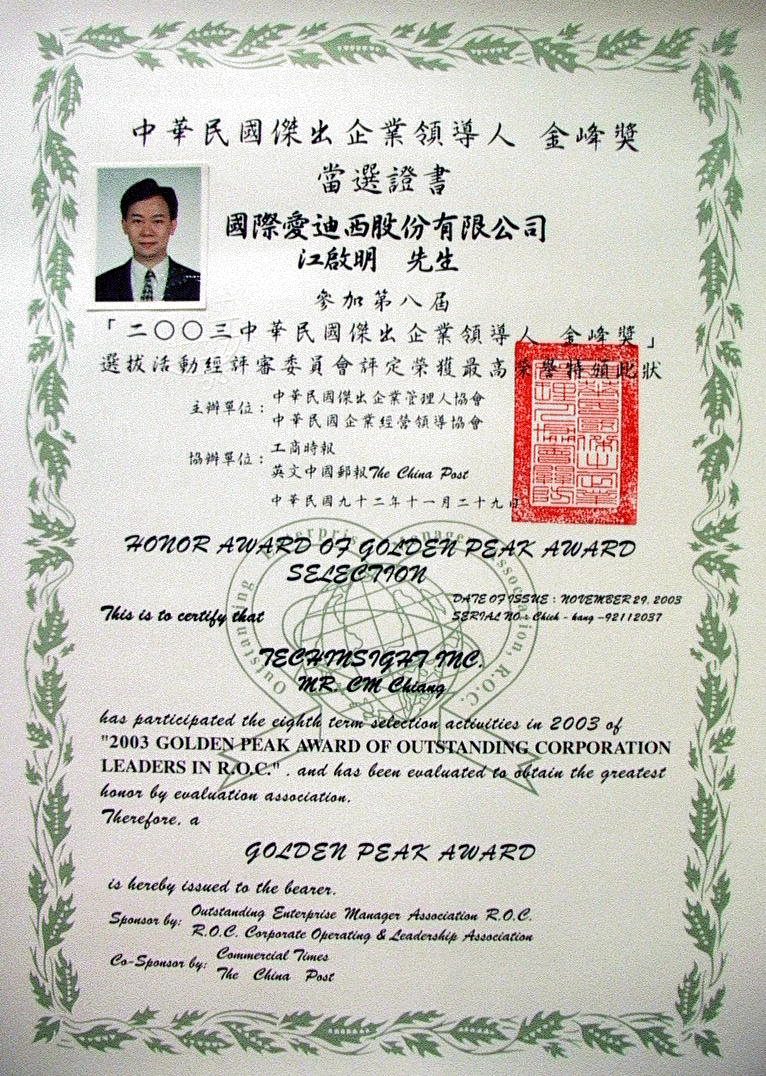 中華民國傑出企業領導人 金峰獎
當選證書
國際愛迪西股份有限公司
江啟明 先生
參加第八屆
「二〇〇三中華民國傑出企業領導人 金峰獎」
選拔活動經評審委員會評定榮獲最高榮譽特頒此狀
主辦單位：中華民國傑出企業管理人協會
中華民國企業經營領導協會
協辦單位：工商時報
英文中國郵報The China Post
中華民國九十二年十一月二十九日
Outstanding Enterprise Manager Association, R.O.C.
HONOR AWARD OF GOLDEN PEAK AWARD
SELECTION
DATE OF ISSUE : NOVEMBER 29, 2003
This is to certify that
SERIAL NO : Chieh - kang -92112037
TECHINSIGHT INC.
MR. CM Chiang
has participated the eighth term selection activities in 2003 of
"2003 GOLDEN PEAK AWARD OF OUTSTANDING CORPORATION
LEADERS IN R.O.C." , and has been evaluated to obtain the greatest
honor by evaluation association.
Therefore, a
GOLDEN PEAK AWARD
is hereby issued to the bearer.
Sponsor by: Outstanding Enterprise Manager Association R.O.C.
R.O.C. Corporate Operating & Leadership Association
Co-Sponsor by: Commercial Times
The China Post